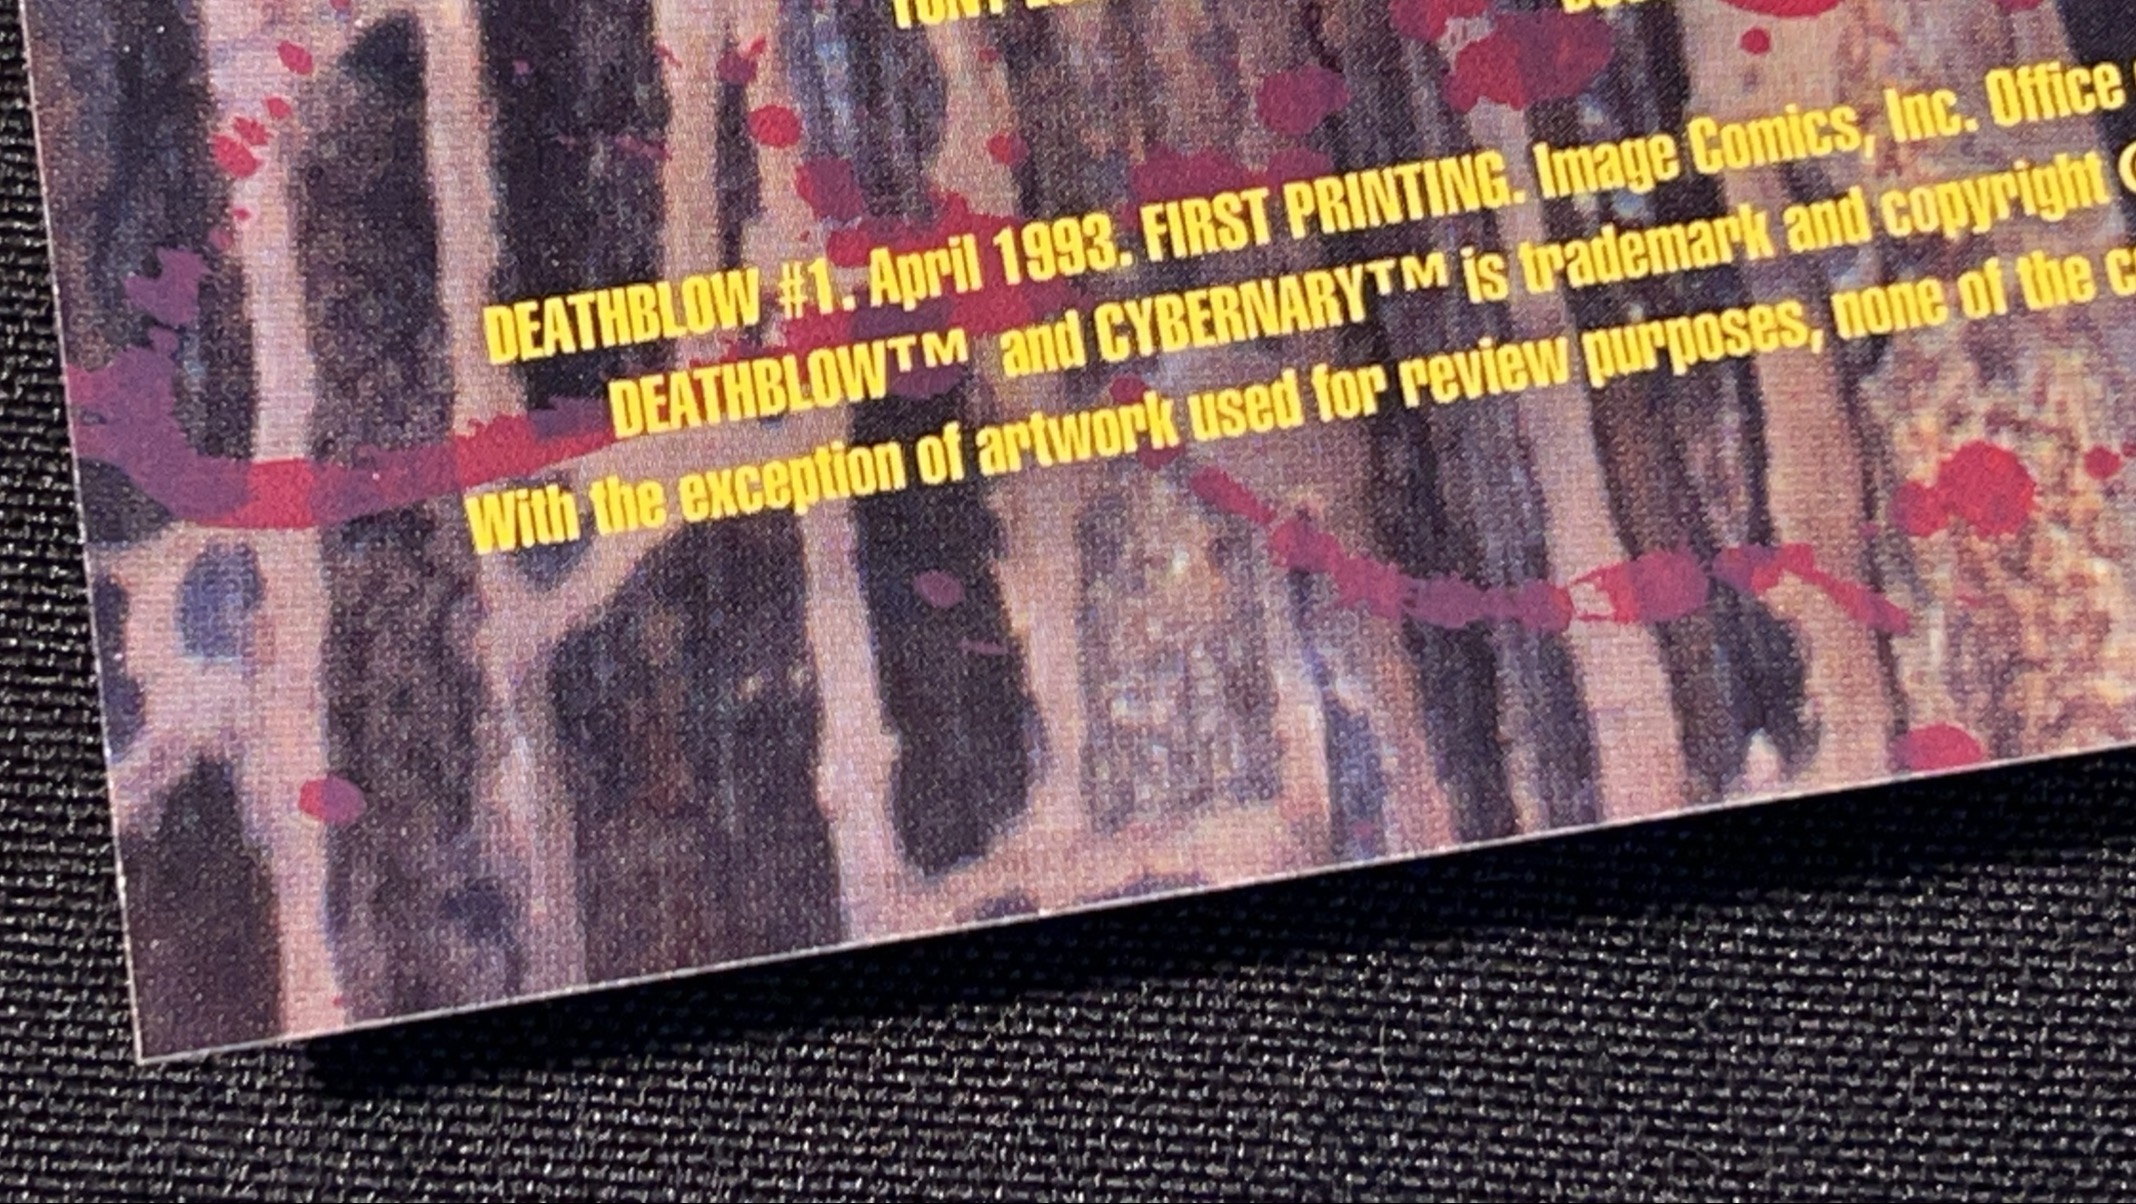 DEATHBLOW #1. April 1993. FIRST PRINTING. Image Comics, Inc. Office
DEATHBLOW™ and CYBERNARY™ is trademark and copyright ©
With the exception of artwork used for review purposes, none of the